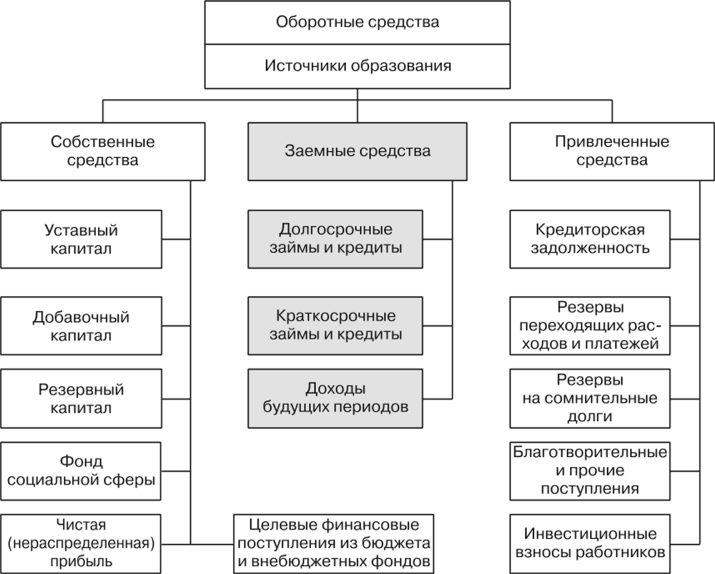 Оборотные средства
Источники образования
Собственные
средства
Уставный
капитал
Добавочный
капитал
Резервный
капитал
Фонд
социальной сферы
Чистая
(нераспределенная)
прибыль
Целевые финансовые
поступления из бюджета
и внебюджетных фондов
Заемные средства
Долгосрочные
займы и кредиты
Краткосрочные
займы и кредиты
Доходы
будущих периодов
Привлеченные
средства
Кредиторская
задолженность
Резервы
переходящих рас-
ходов и платежей
Резервы
на сомнительные
долги
Благотворительные
и прочие
поступления
Инвестиционные
взносы работников